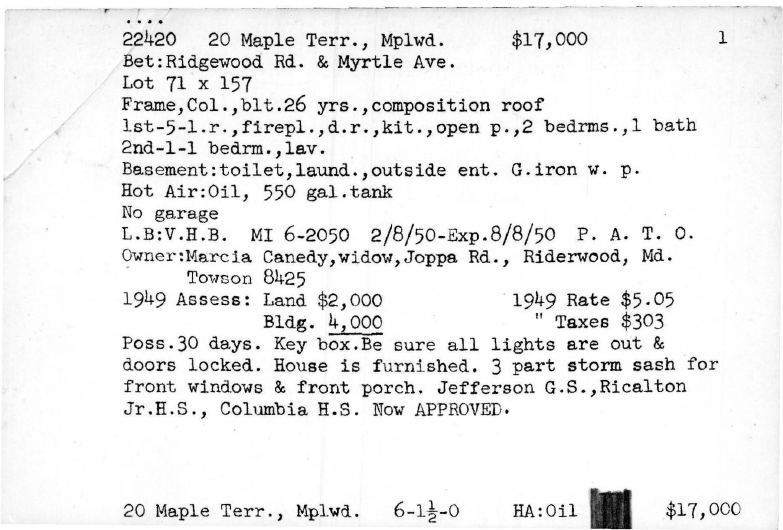 ....
22420 20 Maple Terr., Mplwd. $17,000 1
Bet:Ridgewood Rd. & Myrtle Ave.
Lot 71 x 157
Frame,Col.,blt.26 yrs.,composition roof
1st-5-l.r.,firepl.,d.r.,kit.,open p.,2 bedrms.,1 bath
2nd-1-1 bedrm.,lav.
Basement:toilet,laund.,outside ent. G.iron w. p.
Hot Air:Oil, 550 gal.tank
No garage
L.B:V.H.B. MI 6-2050 2/8/50-Exp.8/8/50 P. A. T. O.
Owner:Marcia Canedy,widow,Joppa Rd., Riderwood, Md.
Towson 8425
1949 Assess: Land $2,000 1949 Rate $5.05
Bldg. 4,000 " Taxes $303
Poss.30 days. Key box.Be sure all lights are out &
doors locked. House is furnished. 3 part storm sash for
front windows & front porch. Jefferson G.S.,Ricalton
Jr.H.S., Columbia H.S. Now APPROVED.
20 Maple Terr., Mplwd. 6-1½-0 HA:Oil $17,000